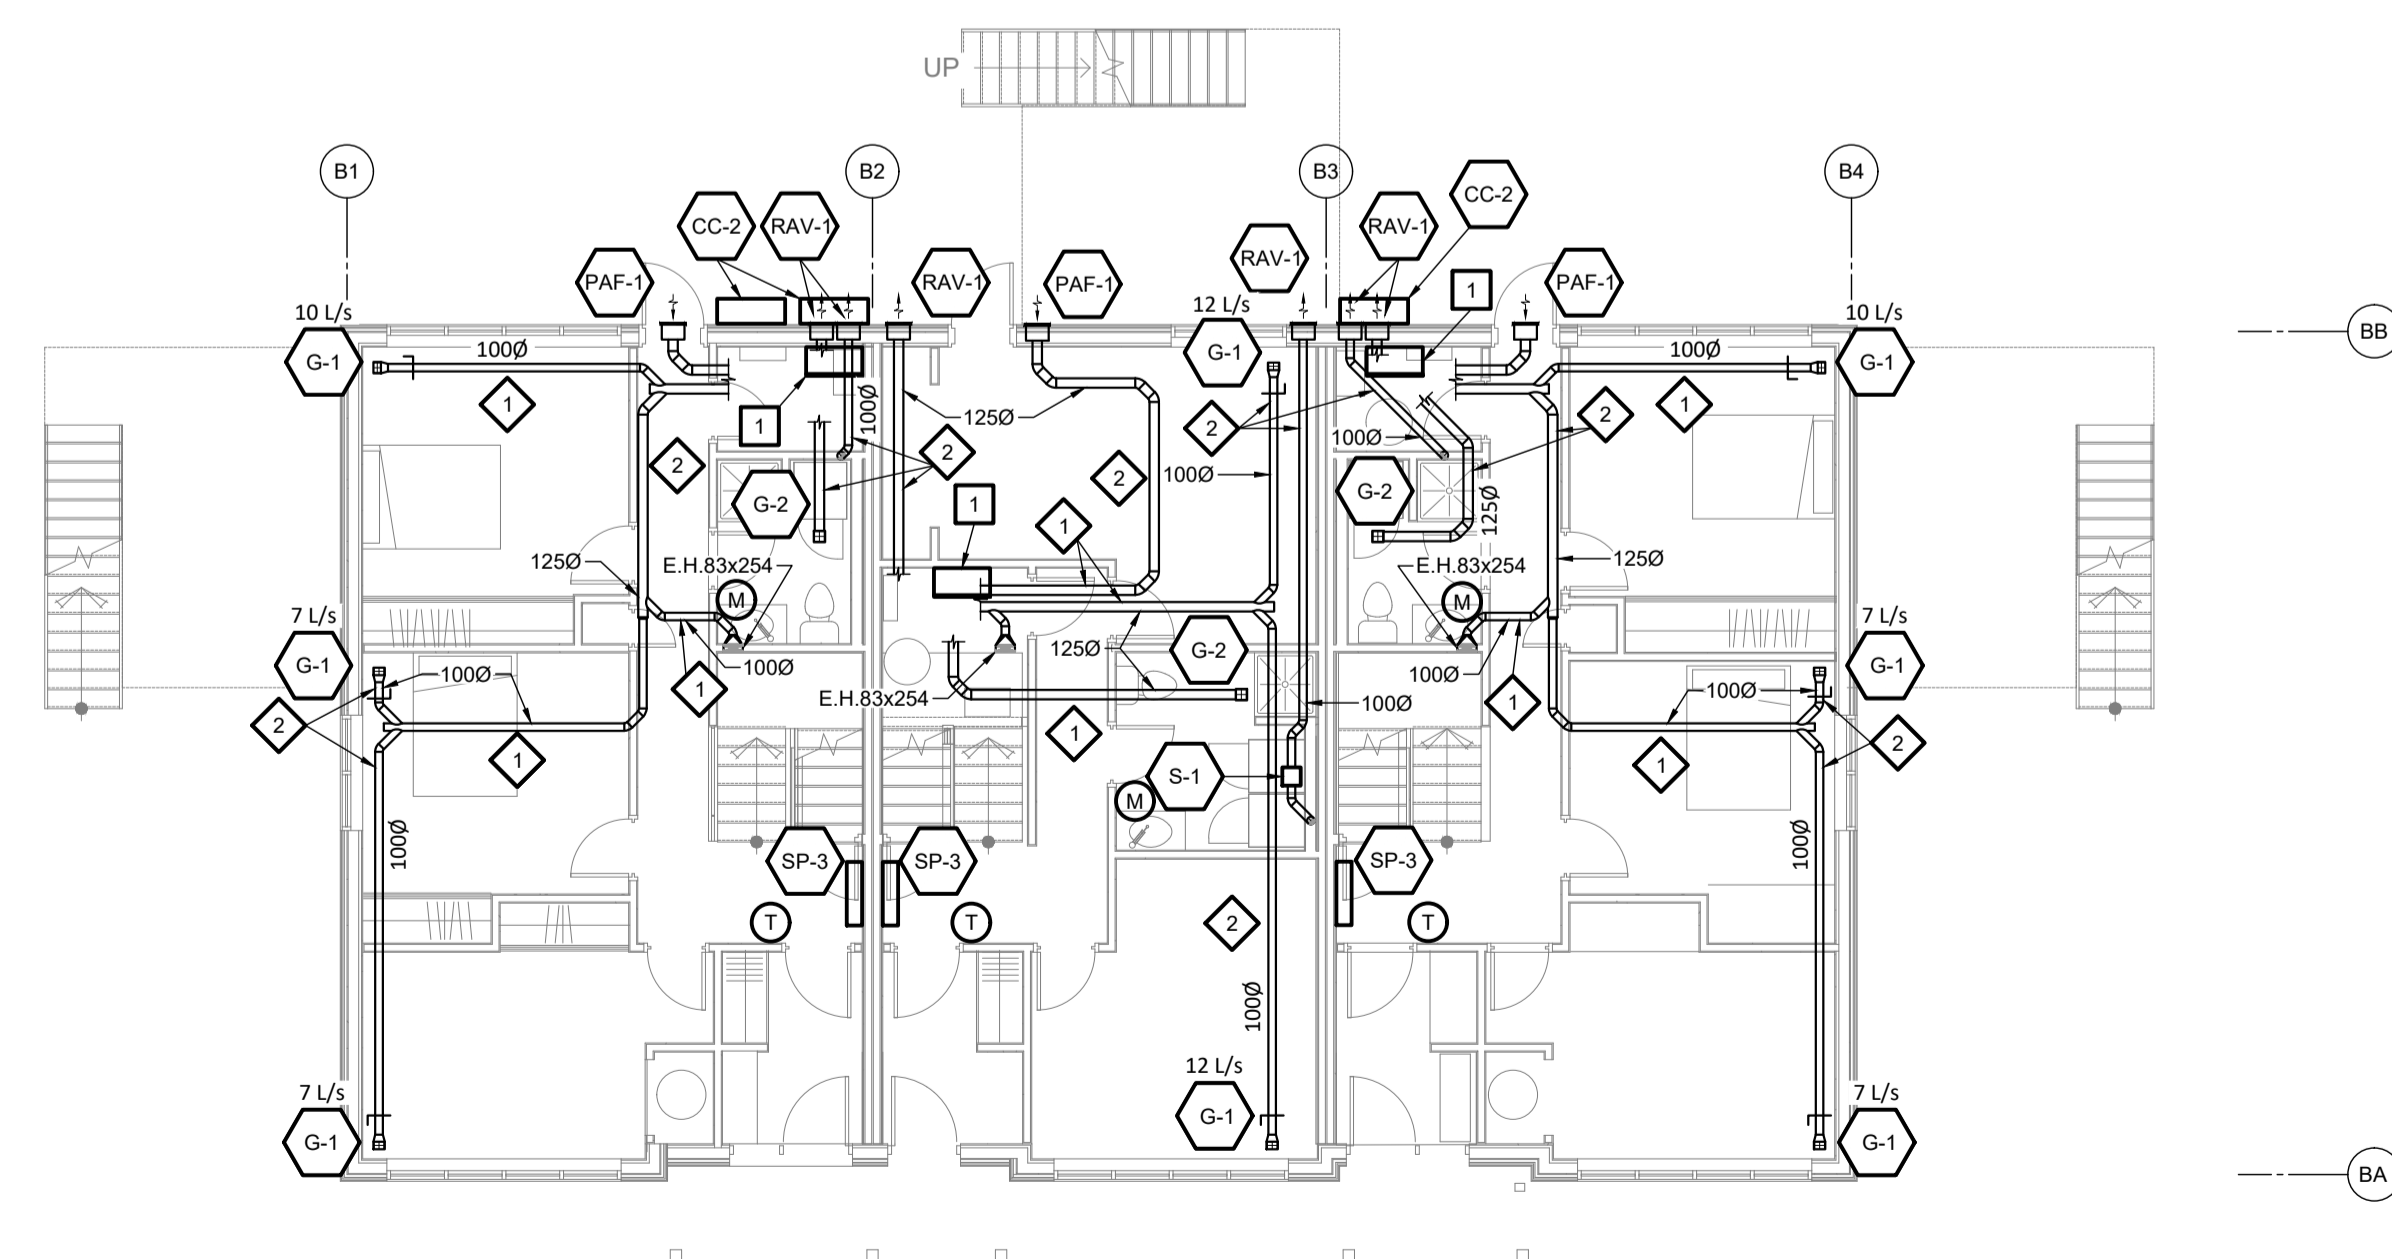 UP
B1
B2
B3
B4
CC-2
RAV-1
RAV-1
CC-2
PAF-1
RAV-1
PAF-1
RAV-1
PAF-1
1
10 L/s
12 L/s
10 L/s
BB
G-1
100Ø
G-1
100Ø
G-1
1
1
100Ø
125Ø
2
100Ø
2
1
2
2
2
100Ø
G-2
1
2
1
G-2
125Ø
125Ø
E.H.83x254
M
E.H.83x254
M
125Ø
7 L/s
7 L/s
G-1
100Ø
1
100Ø
125Ø
G-2
100Ø
1
100Ø
G-1
2
1
E.H.83x254
1
100Ø
1
2
S-1
M
100Ø
100Ø
SP-3
SP-3
SP-3
T
T
2
T
100Ø
7 L/s
12 L/s
7 L/s
G-1
G-1
G-1
BA